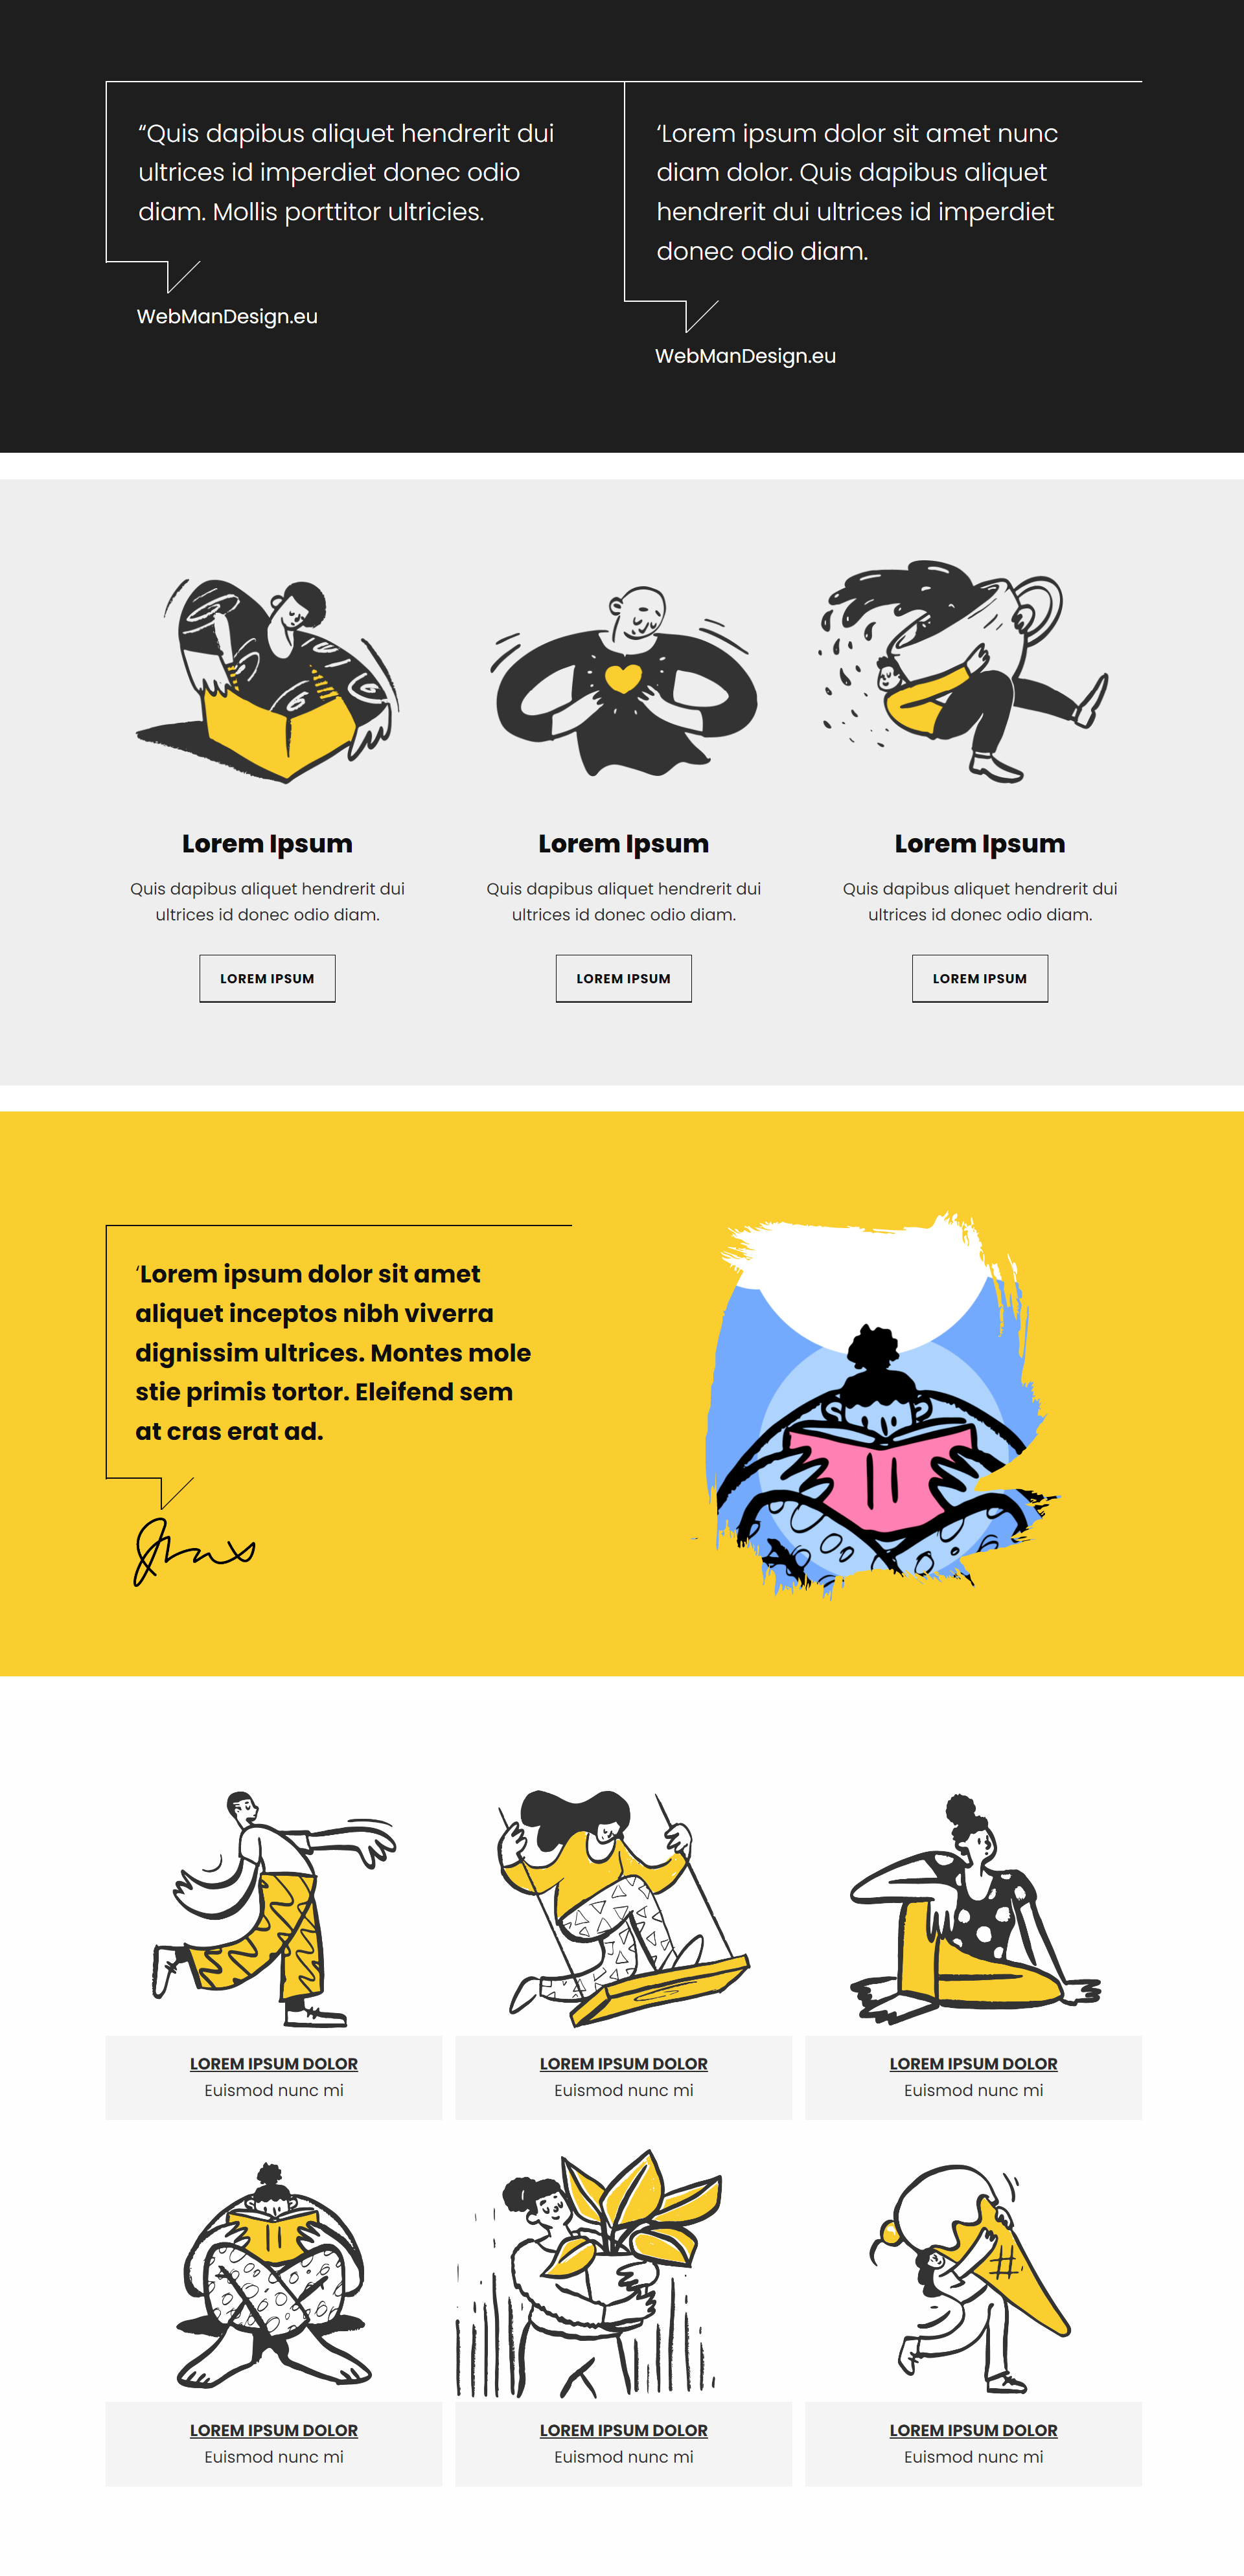 “Quis dapibus aliquet hendrerit dui
ultrices id imperdiet donec odio
diam. Mollis porttitor ultricies.
WebManDesign.eu
‘Lorem ipsum dolor sit amet nunc
diam dolor. Quis dapibus aliquet
hendrerit dui ultrices id imperdiet
donec odio diam.
WebManDesign.eu
Lorem Ipsum
Quis dapibus aliquet hendrerit dui
ultrices id donec odio diam.
LOREM IPSUM
Lorem Ipsum
Quis dapibus aliquet hendrerit dui
ultrices id donec odio diam.
LOREM IPSUM
Lorem Ipsum
Quis dapibus aliquet hendrerit dui
ultrices id donec odio diam.
LOREM IPSUM
‘Lorem ipsum dolor sit amet
aliquet inceptos nibh viverra
dignissim ultrices. Montes mole
stie primis tortor. Eleifend sem
at cras erat ad.
LOREM IPSUM DOLOR
Euismod nunc mi
LOREM IPSUM DOLOR
Euismod nunc mi
LOREM IPSUM DOLOR
Euismod nunc mi
LOREM IPSUM DOLOR
Euismod nunc mi
LOREM IPSUM DOLOR
Euismod nunc mi
LOREM IPSUM DOLOR
Euismod nunc mi